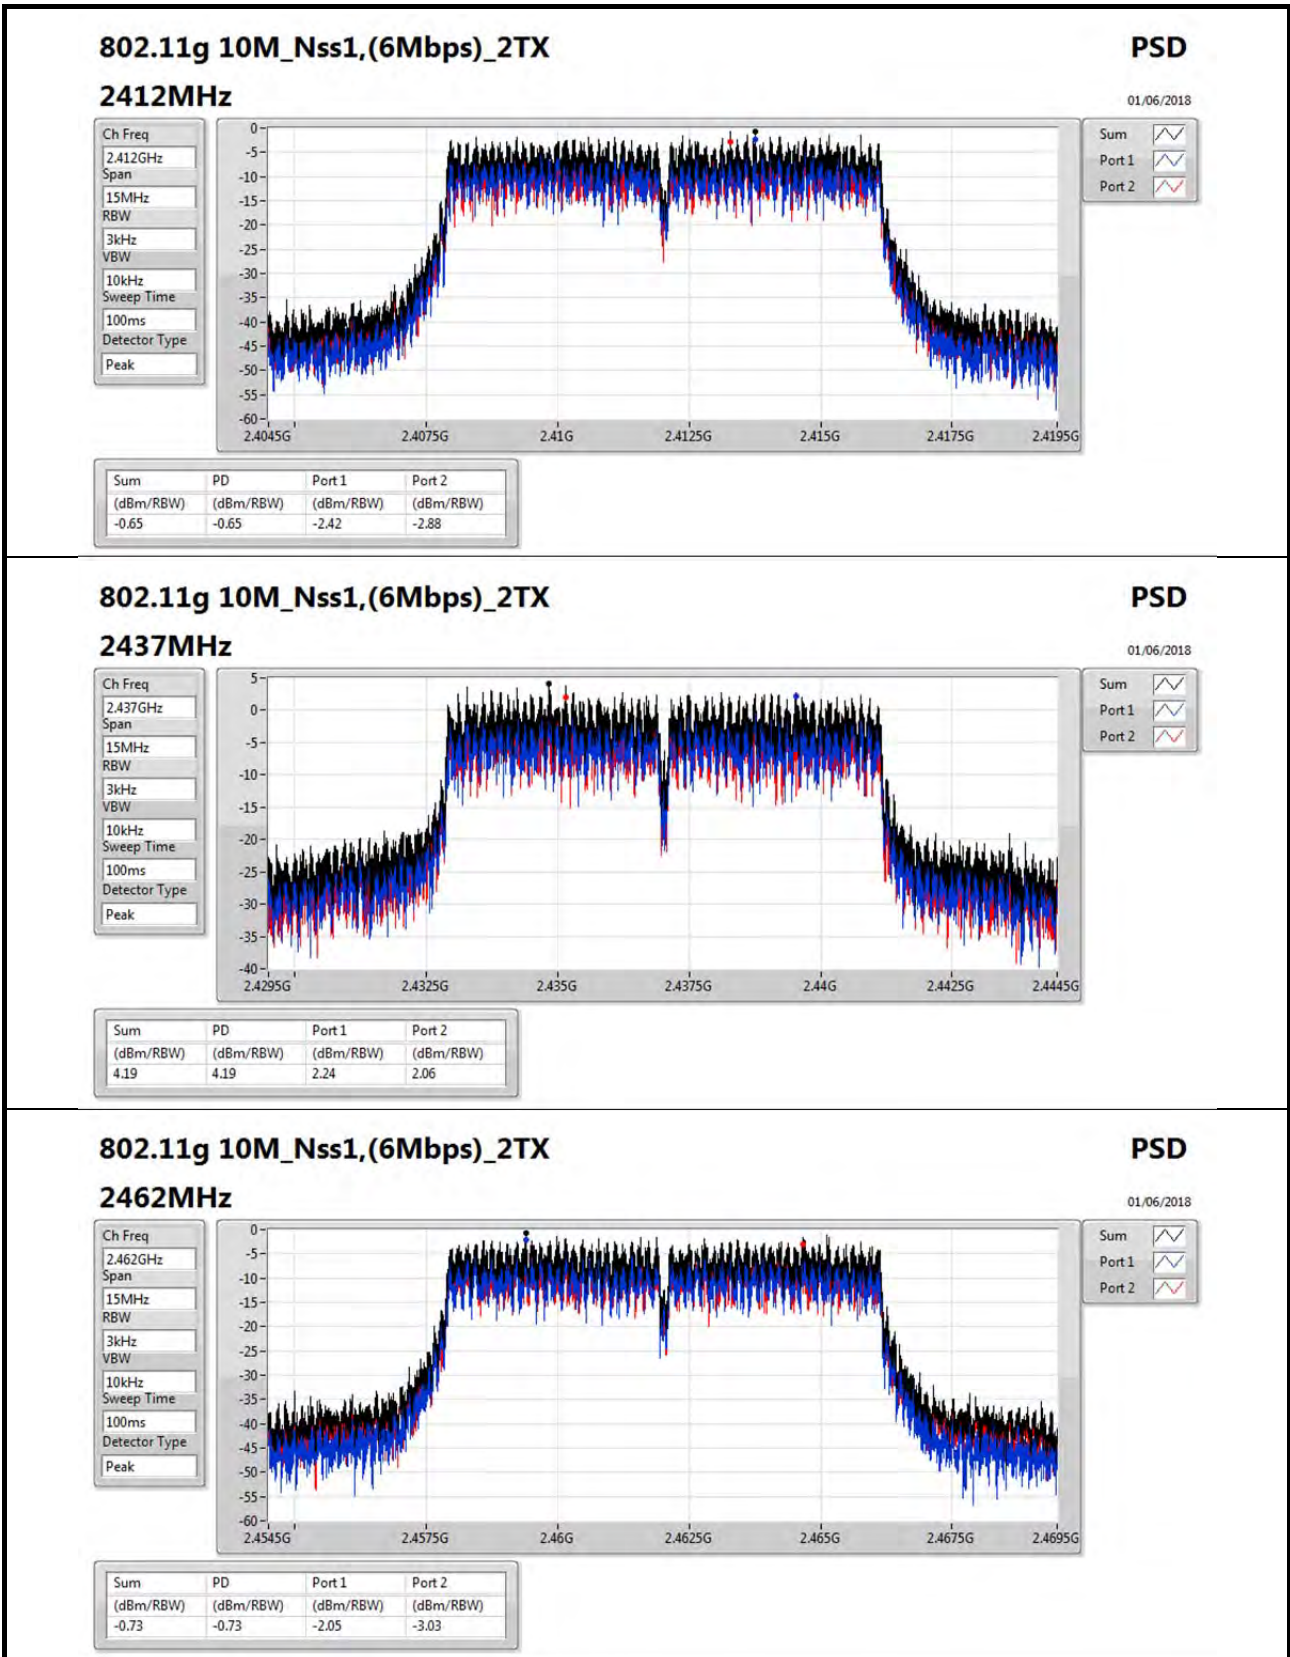 802.11g 10M_Nss1,(6Mbps)_2TX PSD
2412MHz 01/06/2018
Ch Freq
2.412GHz
Span
15MHz
RBW
3kHz
VBW
10kHz
Sweep Time
100ms
Detector Type
Peak
0
-5
-10
-15
-20
-25
-30
-35
-40
-45
-50
-55
-60
2.4045G 2.4075G 2.41G 2.4125G 2.415G 2.4175G 2.4195G
Sum
Port 1
Port 2
Sum PD Port 1 Port 2
(dBm/RBW) (dBm/RBW) (dBm/RBW) (dBm/RBW)
-0.65 -0.65 -2.42 -2.88
802.11g 10M_Nss1,(6Mbps)_2TX PSD
2437MHz 01/06/2018
Ch Freq
2.437GHz
Span
15MHz
RBW
3kHz
VBW
10kHz
Sweep Time
100ms
Detector Type
Peak
5
0
-5
-10
-15
-20
-25
-30
-35
-40
2.4295G 2.4325G 2.435G 2.4375G 2.44G 2.4425G 2.4445G
Sum
Port 1
Port 2
Sum PD Port 1 Port 2
(dBm/RBW) (dBm/RBW) (dBm/RBW) (dBm/RBW)
4.19 4.19 2.24 2.06
802.11g 10M_Nss1,(6Mbps)_2TX PSD
2462MHz 01/06/2018
Ch Freq
2.462GHz
Span
15MHz
RBW
3kHz
VBW
10kHz
Sweep Time
100ms
Detector Type
Peak
0
-5
-10
-15
-20
-25
-30
-35
-40
-45
-50
-55
-60
2.4545G 2.4575G 2.46G 2.4625G 2.465G 2.4675G 2.4695G
Sum
Port 1
Port 2
Sum PD Port 1 Port 2
(dBm/RBW) (dBm/RBW) (dBm/RBW) (dBm/RBW)
-0.73 -0.73 -2.05 -3.03